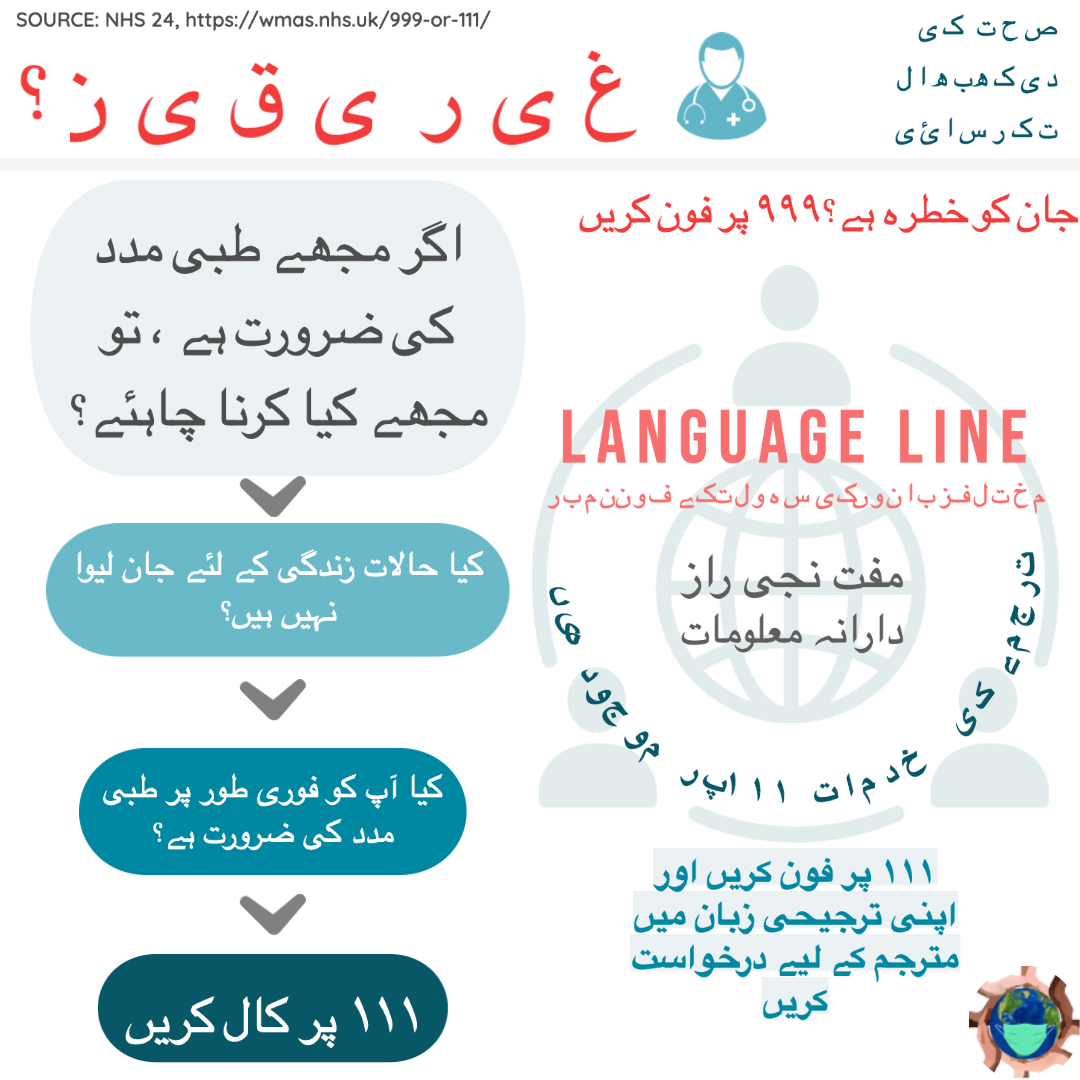 SOURCE: NHS 24, https://wmas.nhs.uk/999-or-111/
غ ی ر ی ق ی ز ؟
ص ح ت ک ی
د ی ک ھ ب ھ ا ل
ت ک ر س ا ئ ی
جان کو خطرہ ہے؟ ۹۹۹ پر فون کریں
اگر مجھے طبی مدد
کی ضرورت ہے ، تو
مجھے کیا کرنا چاہئے؟
کیا حالات زندگی کے لئے جان لیوا
نہیں ہیں؟
کیا آپ کو فوری طور پر طبی
مدد کی ضرورت ہے؟
۱۱۱ پر کال کریں
LANGUAGE LINE
م خ ت ل ف ز ب ا ن و ر ک ی س ہ و ل ت ک ے ف و ن ن م ب ر
مفت نجی راز
دارانہ معلومات
ت ر ج م ے ک ی خ د م ا ت ۱ ۱ ا پ ر م و ج و د ھ ی ں
۱۱۱ پر فون کریں اور
اپنی ترجیحی زبان میں
مترجم کے لیے درخواست
کریں